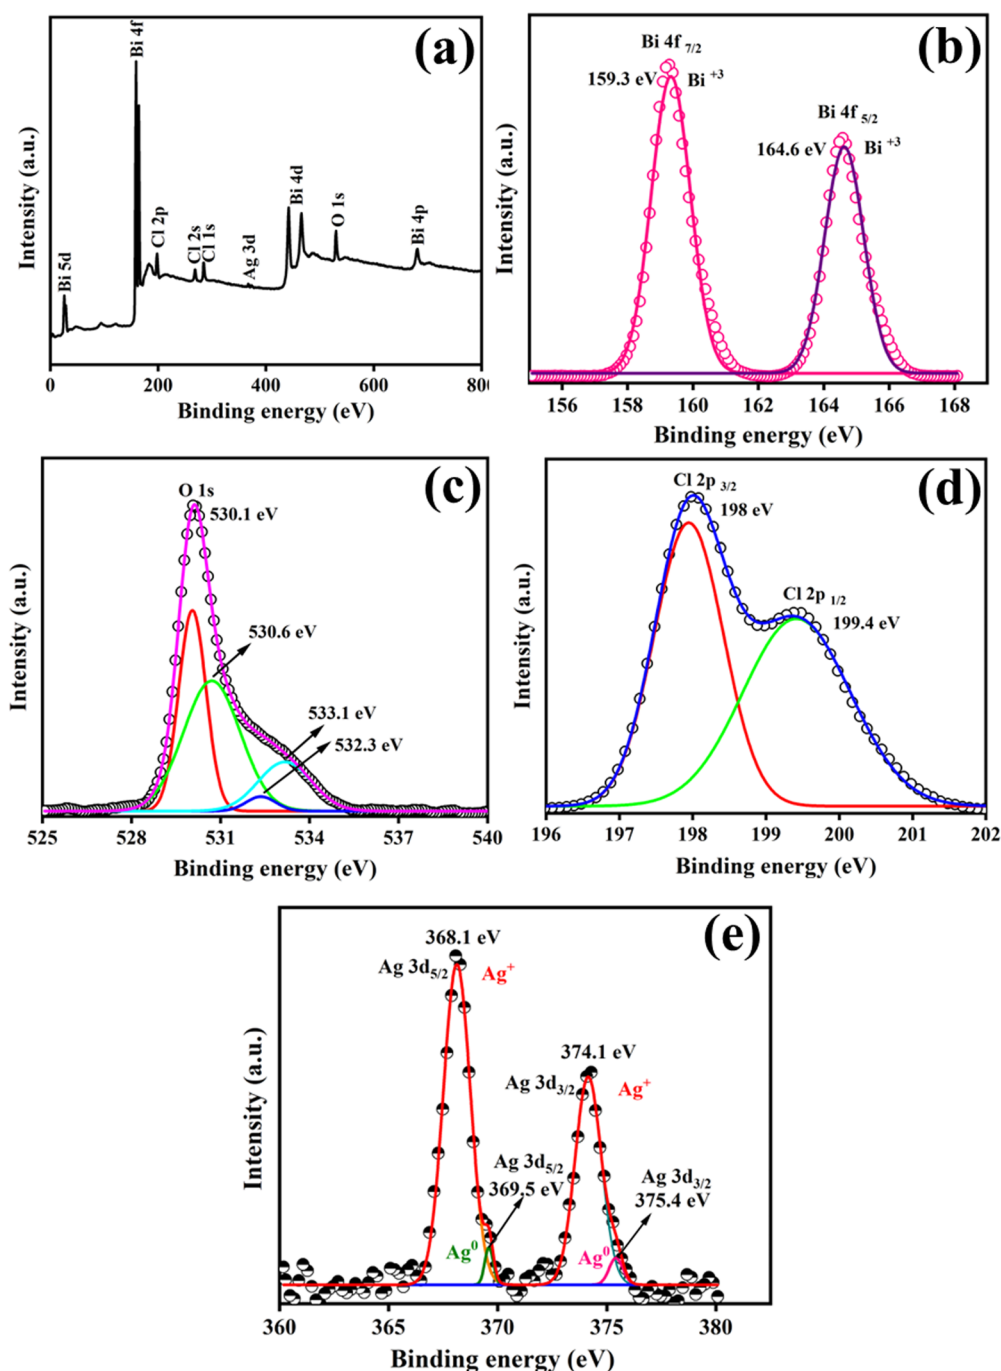 (a)
Intensity (a.u.)
Bi 5d
Bi 4f
Cl 2p
Cl 2s
Cl 1s
Ag 3d
Bi 4d
O 1s
Bi 4p
0 200 400 600 800
Binding energy (eV)
(b)
Intensity (a.u.)
Bi 4f 7/2
159.3 eV Bi +3
Bi 4f 5/2
164.6 eV Bi +3
156 158 160 162 164 166 168
Binding energy (eV)
(c)
Intensity (a.u.)
O 1s
530.1 eV
530.6 eV
533.1 eV
532.3 eV
525 528 531 534 537 540
Binding energy (eV)
(d)
Intensity (a.u.)
Cl 2p 3/2
198 eV
Cl 2p 1/2
199.4 eV
196 197 198 199 200 201 202
Binding energy (eV)
(e)
Intensity (a.u.)
368.1 eV
Ag 3d5/2 Ag+
374.1 eV
Ag 3d3/2 Ag+
Ag 3d5/2
369.5 eV
Ag 3d3/2
375.4 eV
Ag0
Ag0
360 365 370 375 380
Binding energy (eV)